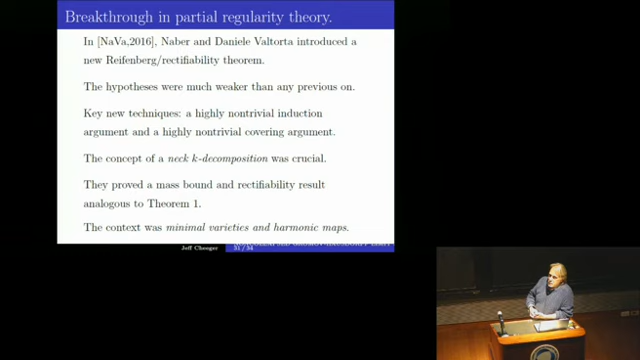 Breakthrough in partial regularity theory.
In [NaVa,2016], Naber and Daniele Valtorta introduced a
new Reifenberg/rectifiability theorem.
The hypotheses were much weaker than any previous on.
Key new techniques: a highly nontrivial induction
argument and a highly nontrivial covering argument.
The concept of a neck k-decomposition was crucial.
They proved a mass bound and rectifiability result
analogous to Theorem 1.
The context was minimal varieties and harmonic maps.
Jeff Cheeger
31/34